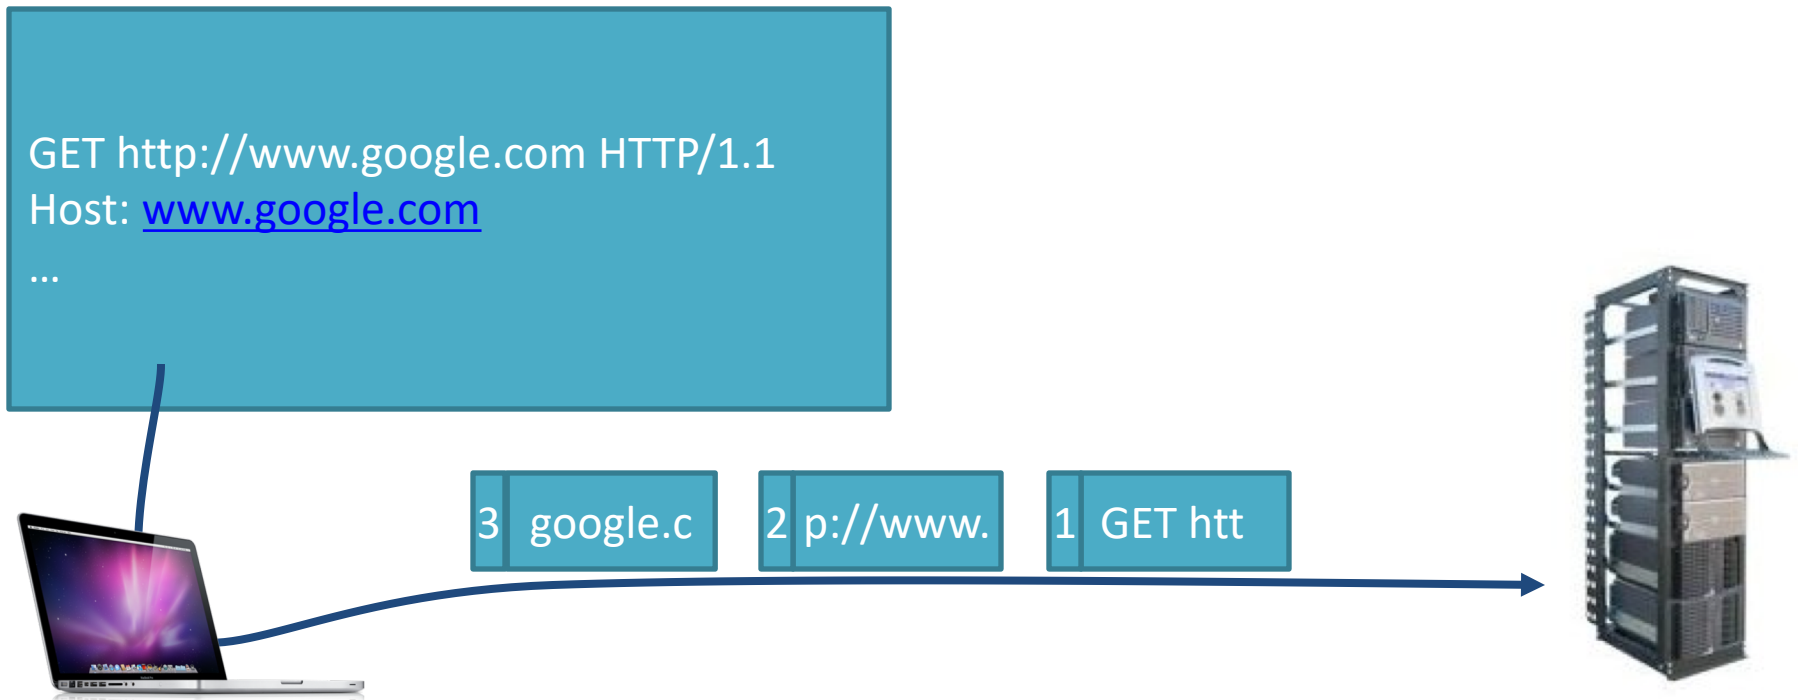 GET http://www.google.com HTTP/1.1
Host: www.google.com
…
3 google.c 2 p://www. 1 GET htt